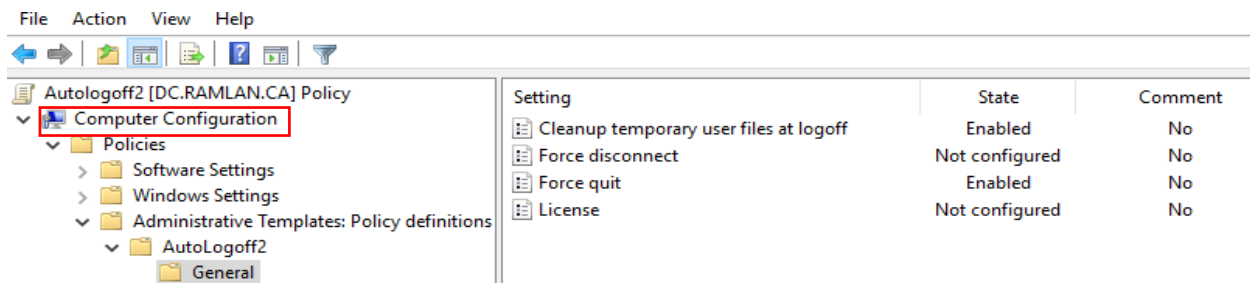 File Action View Help
Autologoff2 [DC.RAMLAN.CA] Policy
Computer Configuration
Policies
Software Settings
Windows Settings
Administrative Templates: Policy definitions
AutoLogoff2
General
Setting State Comment
Cleanup temporary user files at logoff Enabled No
Force disconnect Not configured No
Force quit Enabled No
License Not configured No